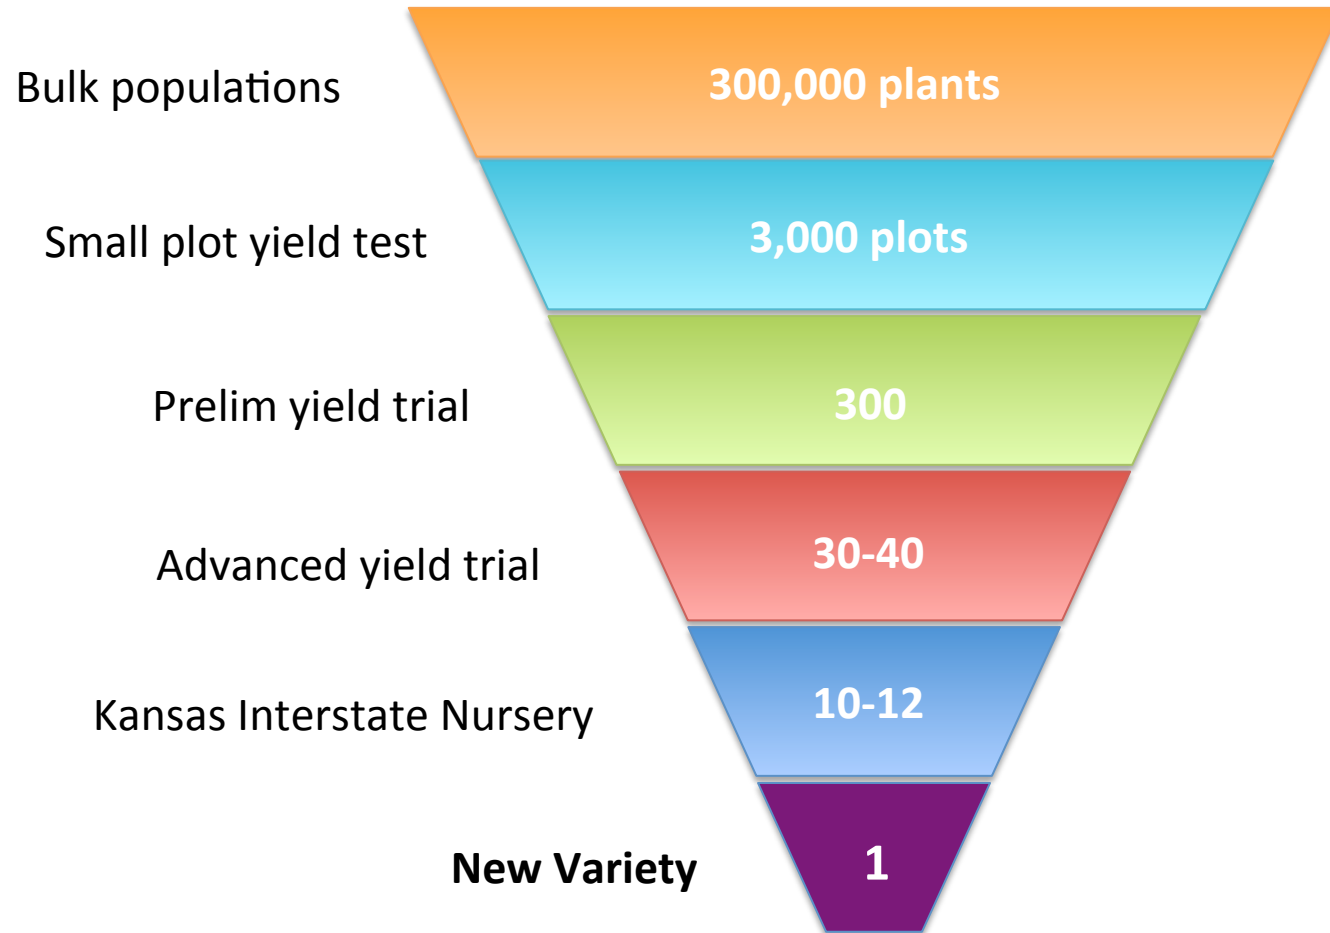 Bulk populations
300,000 plants
Small plot yield test
3,000 plots
Prelim yield trial
300
Advanced yield trial
30-40
Kansas Interstate Nursery
10-12
New Variety
1